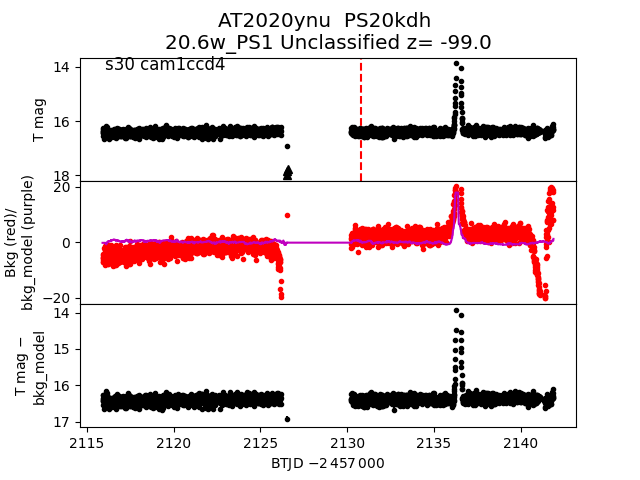 AT2020ynu  PS20kdh
20.6w_PS1 Unclassified z= -99.0
s30 cam1ccd4
14
16
18
T mag
20
0
−20
Bkg (red)/
bkg_model (purple)
14
15
16
17
T mag −
bkg_model
2115
2120
2125
2130
2135
2140
BTJD −2 457 000